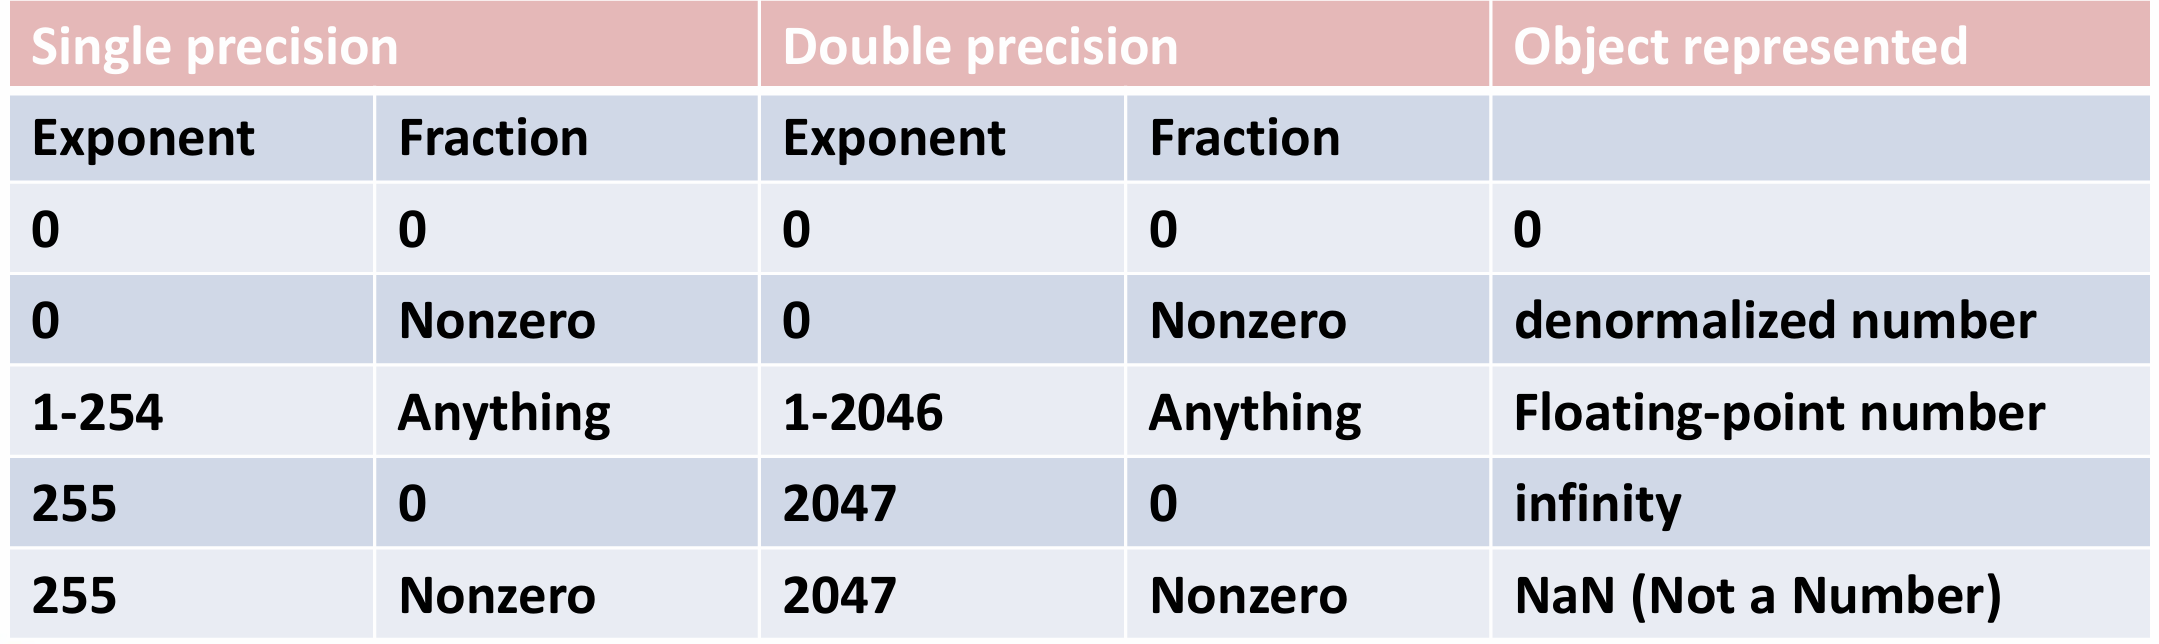 Single precision Double precision Object represented
Exponent Fraction Exponent Fraction
0 0 0 0 0
0 Nonzero 0 Nonzero denormalized number
1-254 Anything 1-2046 Anything Floating-point number
255 0 2047 0 infinity
255 Nonzero 2047 Nonzero NaN (Not a Number)